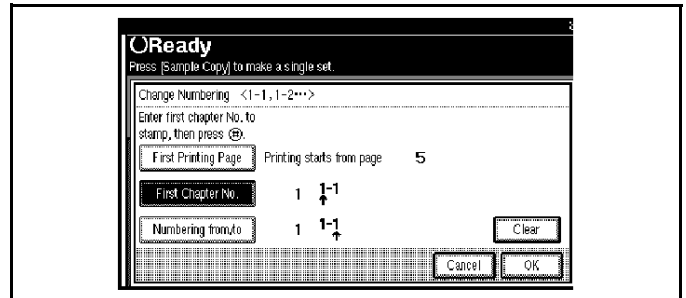 Ready
Press [Sample Copy] to make a single set.
Change Numbering <1-1,1-2···>
Enter first chapter No. to
stamp, then press ⊞.
First Printing Page Printing starts from page 5
First Chapter No. 1 1-1
Numbering from,to 1 1-1
Clear
Cancel OK